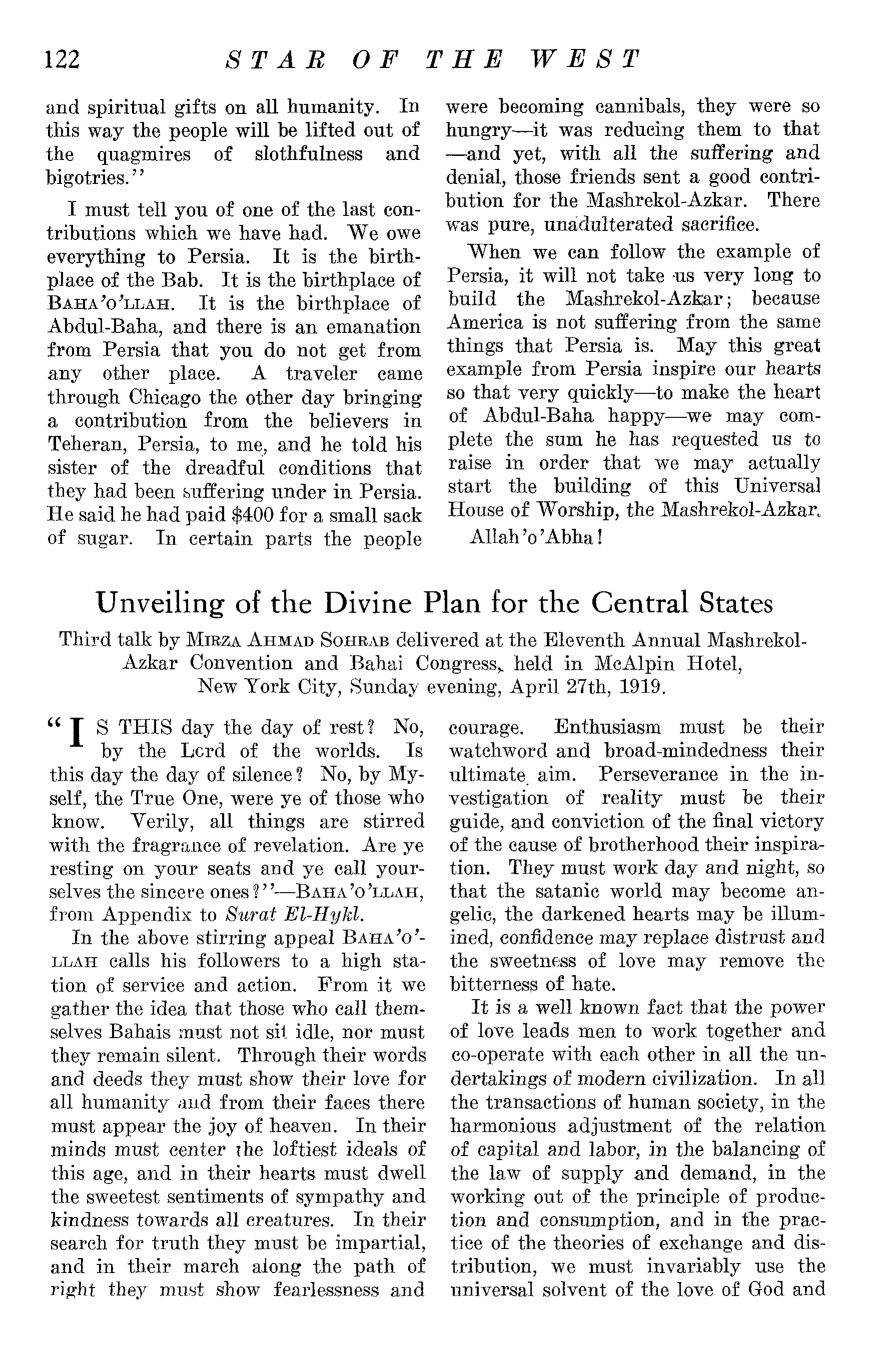 122 STAR OF THE WEST
and spiritual gifts on all humanity. In
this way the people will be lifted out of
the quagmires of slothfulness and
bigotries."
I must tell you of one of the last con-
tributions which we have had. We owe
everything to Persia. It is the birth-
place of the Bab. It is the birthplace of
BAHA'O'LLAH. It is the birthplace of
Abdul-Baha, and there is an emanation
from Persia that you do not get from
any other place. A traveler came
through Chicago the other day bringing
a contribution from the believers in
Teheran, Persia, to me, and he told his
sister of the dreadful conditions that
they had been suffering under in Persia.
He said he had paid $400 for a small sack
of sugar. In certain parts the people
were becoming cannibals, they were so
hungry—it was reducing them to that
—and yet, with all the suffering and
denial, those friends sent a good contri-
bution for the Mashrekol-Azkar. There
was pure, unadulterated sacrifice.
When we can follow the example of
Persia, it will not take us very long to
build the Mashrekol-Azkar; because
America is not suffering from the same
things that Persia is. May this great
example from Persia inspire our hearts
so that very quickly—to make the heart
of Abdul-Baha happy—we may com-
plete the sum he has requested us to
raise in order that we may actually
start the building of this Universal
House of Worship, the Mashrekol-Azkar.
Allah'o'Abha!
Unveiling of the Divine Plan for the Central States
Third talk by MIRZA AHMAD SOHRAB delivered at the Eleventh Annual Mashrekol-
Azkar Convention and Bahai Congress, held in McAlpin Hotel,
New York City, Sunday evening, April 27th, 1919.
"IS THIS day the day of rest? No,
by the Lord of the worlds. Is
this day the day of silence? No, by My-
self, the True One, were ye of those who
know. Verily, all things are stirred
with the fragrance of revelation. Are ye
resting on your seats and ye call your-
selves the sincere ones?"—BAHA'O'LLAH,
from Appendix to Surat El-Hykl.
In the above stirring appeal BAHA'O'-
LLAH calls his followers to a high sta-
tion of service and action. From it we
gather the idea that those who call them-
selves Bahais must not sit idle, nor must
they remain silent. Through their words
and deeds they must show their love for
all humanity and from their faces there
must appear the joy of heaven. In their
minds must center the loftiest ideals of
this age, and in their hearts must dwell
the sweetest sentiments of sympathy and
kindness towards all creatures. In their
search for truth they must be impartial,
and in their march along the path of
right they must show fearlessness and
courage. Enthusiasm must be their
watchword and broad-mindedness their
ultimate aim. Perseverance in the in-
vestigation of reality must be their
guide, and conviction of the final victory
of the cause of brotherhood their inspira-
tion. They must work day and night, so
that the satanic world may become an-
gelic, the darkened hearts may be illum-
ined, confidence may replace distrust and
the sweetness of love may remove the
bitterness of hate.
It is a well known fact that the power
of love leads men to work together and
co-operate with each other in all the un-
dertakings of modern civilization. In all
the transactions of human society, in the
harmonious adjustment of the relation
of capital and labor, in the balancing of
the law of supply and demand, in the
working out of the principle of produc-
tion and consumption, and in the prac-
tice of the theories of exchange and dis-
tribution, we must invariably use the
universal solvent of the love of God and